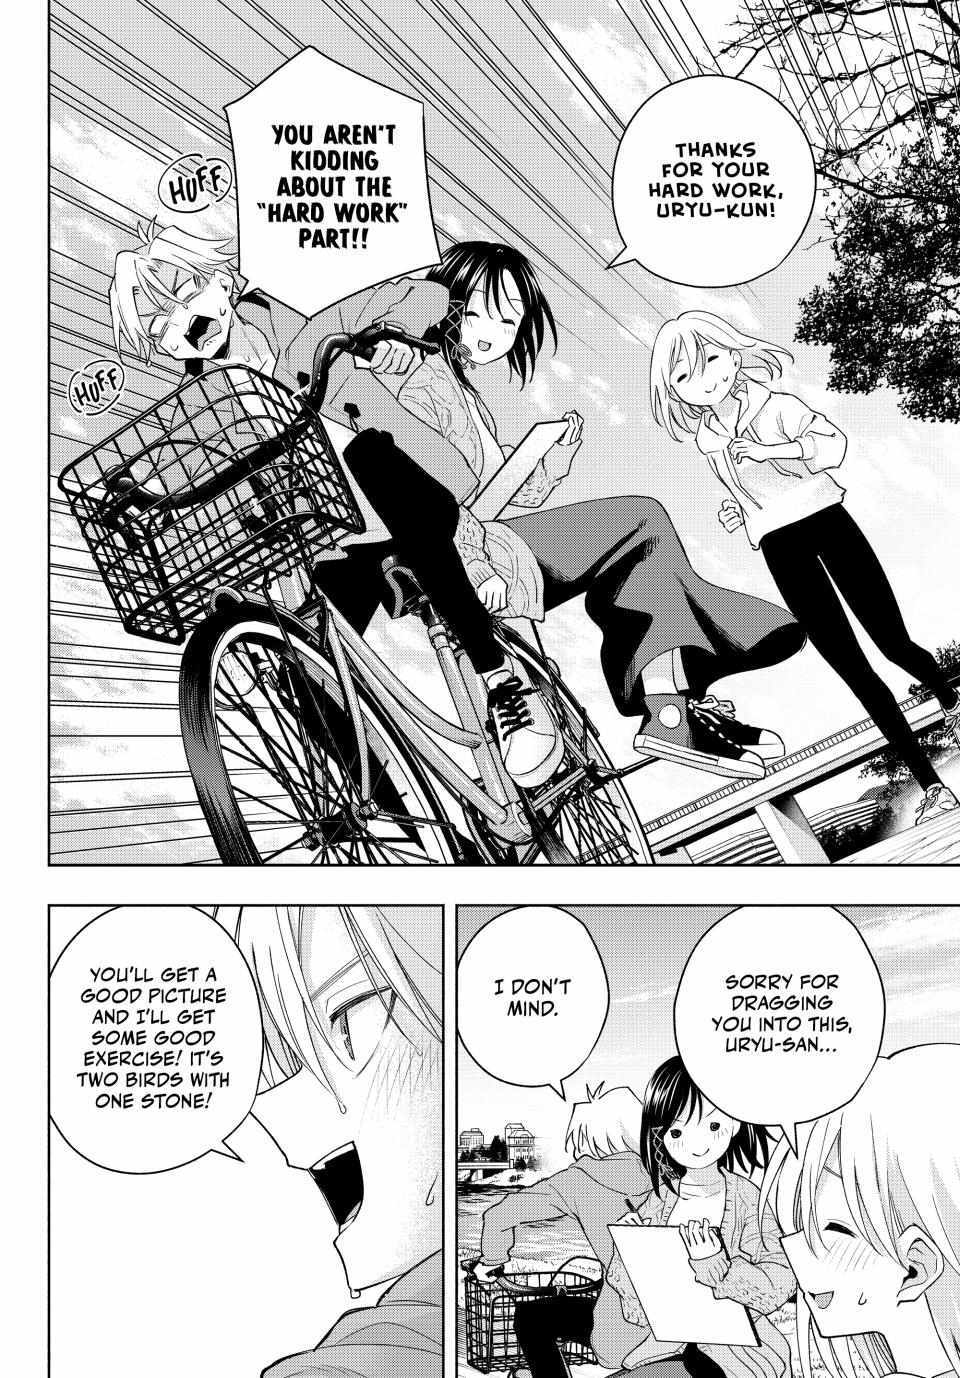 THANKS
FOR YOUR
HARD WORK,
URYU-KUN!
YOU AREN'T
KIDDING
ABOUT THE
"HARD WORK"
PART!!
HUFF
HUFF
SORRY FOR
DRAGGING
YOU INTO THIS,
URYU-SAN...
I DON'T
MIND.
YOU'LL GET A
GOOD PICTURE
AND I'LL GET
SOME GOOD
EXERCISE! IT'S
TWO BIRDS WITH
ONE STONE!